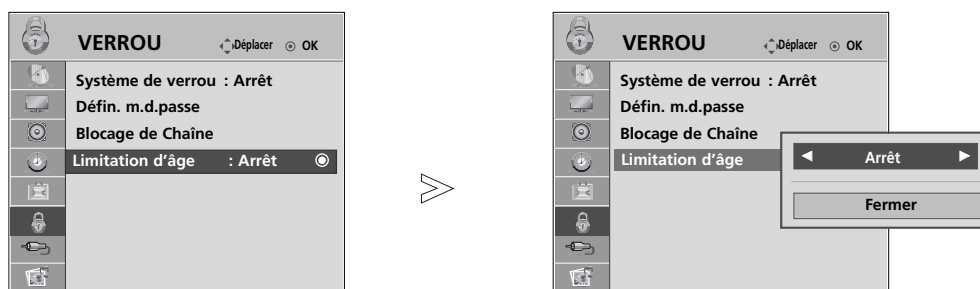 VERROU Déplacer OK
Système de verrou : Arrêt
Défin. m.d.passe
Blocage de Chaîne
Limitation d’âge : Arrêt
VERROU Déplacer OK
Système de verrou : Arrêt
Défin. m.d.passe
Blocage de Chaîne
Limitation d’âge
Arrêt
Fermer